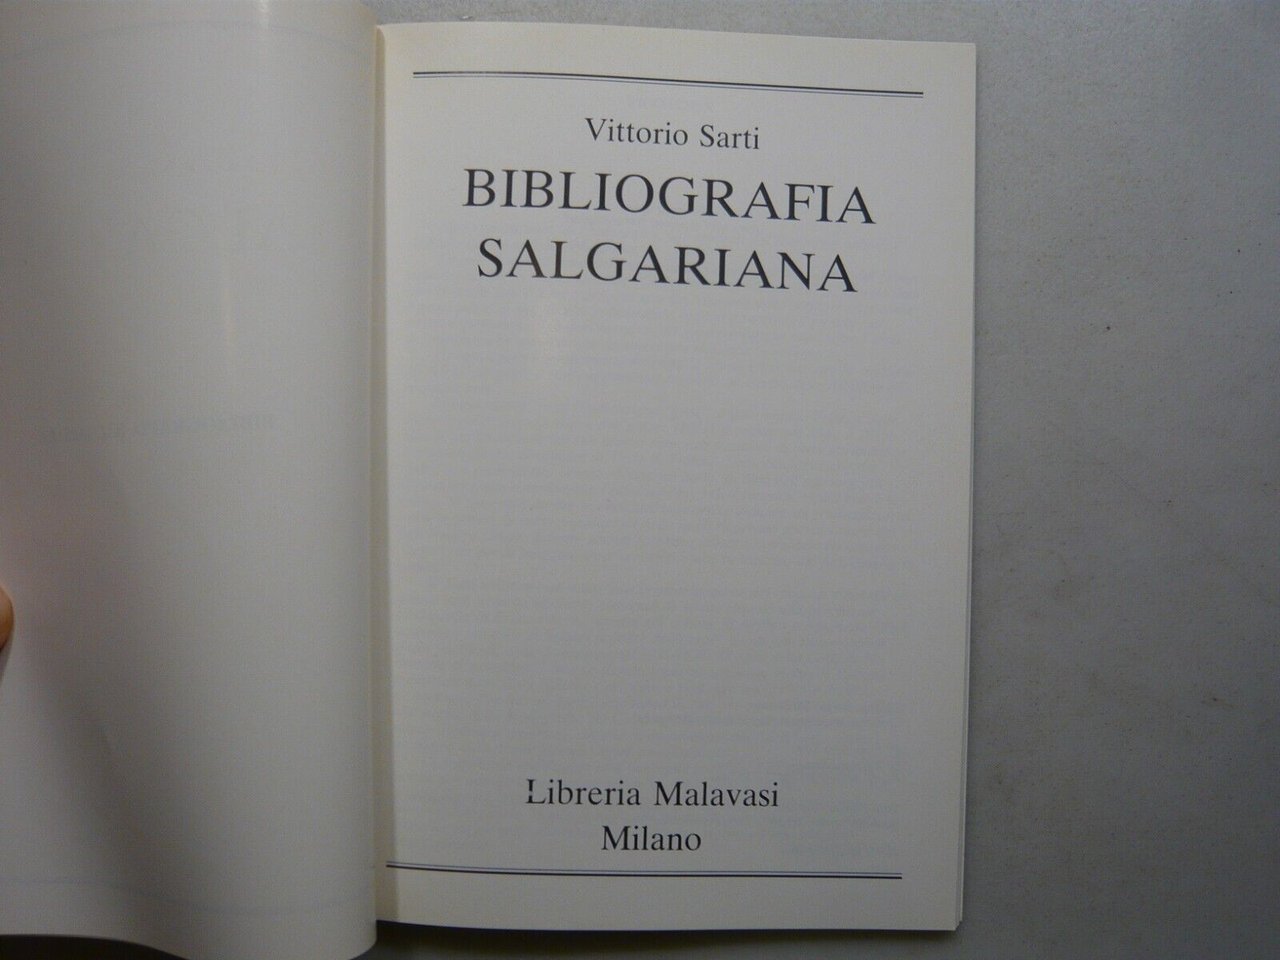 Vittorio Sarti
BIBLIOGRAFIA
SALGARIANA
Libreria Malavasi
Milano